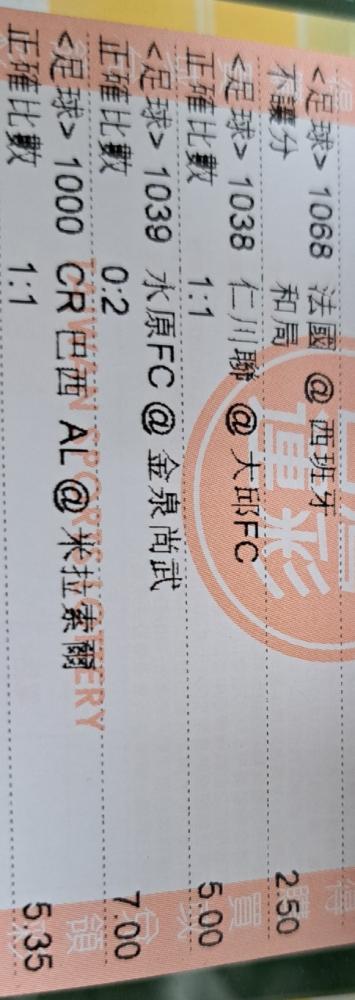 <足球> 1068 法國 @ 西班牙
不讓分 和局 2.50
<足球> 1038 仁川聯 @ 大邱FC
正確比數 1:1 5.00
<足球> 1039 水原FC @ 金泉尚武
正確比數 0:2 7.00
<足球> 1000 CR巴西 AL @ 米拉索爾
正確比數 1:1 5.35
TAIWAN SPORTS LOTTERY